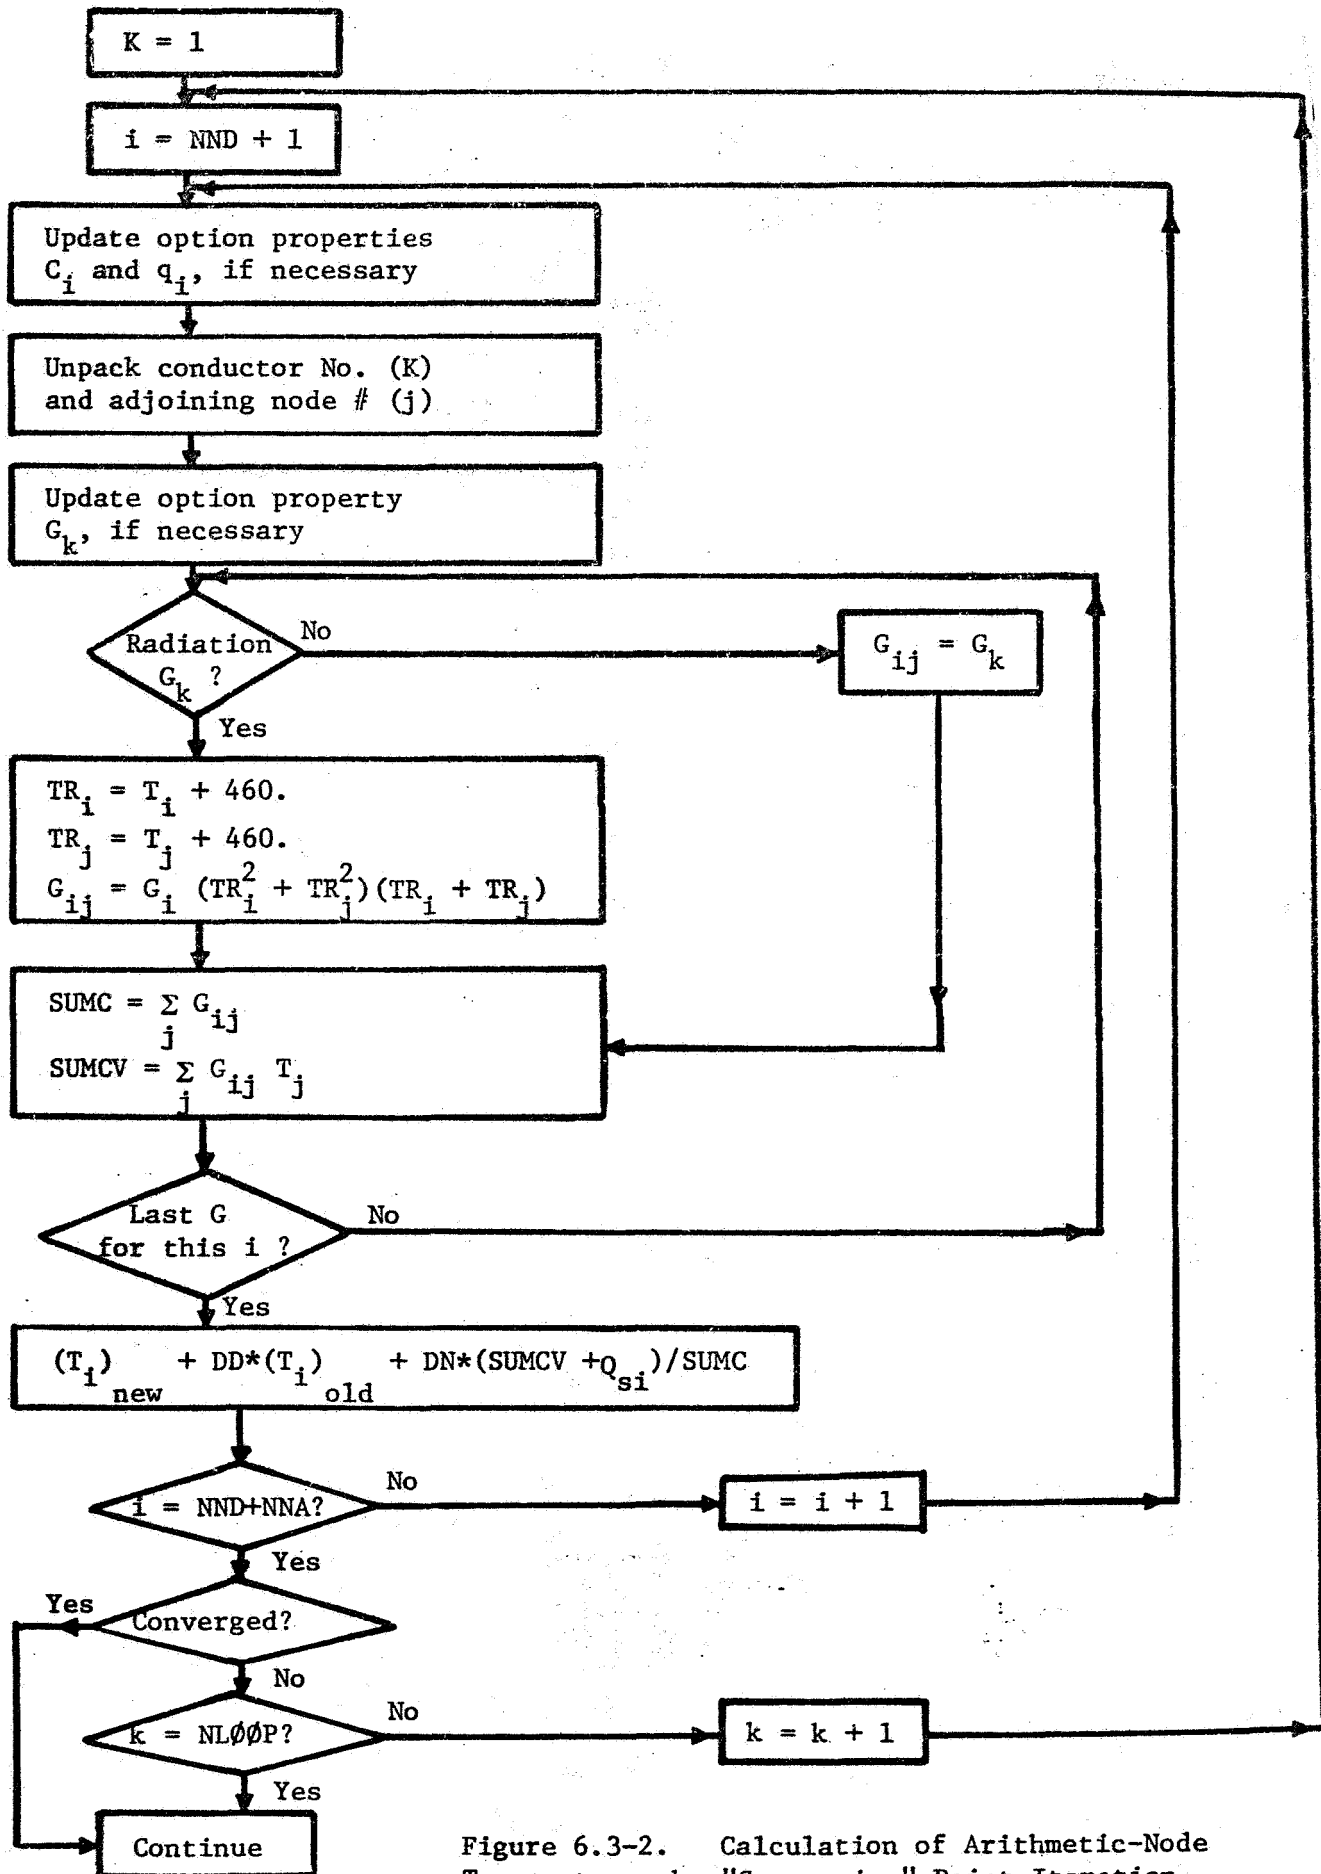 K = 1
i = NND + 1
Update option properties
C_i and q_i, if necessary
Unpack conductor No. (K)
and adjoining node # (j)
Update option property
G_k, if necessary
Radiation
G_k ?
No
G_ij = G_k
Yes
TR_i = T_i + 460.
TR_j = T_j + 460.
G_ij = G_i (TR_i^2 + TR_j^2)(TR_i + TR_j)
SUMC = Σ_j G_ij
SUMCV = Σ_j G_ij T_j
Last G
for this i ?
No
Yes
(T_i)_new + DD*(T_i)_old + DN*(SUMCV +Q_si)/SUMC
i = NND+NNA?
No
i = i + 1
Yes
Converged?
Yes
No
k = NLØØP?
No
k = k + 1
Yes
Continue
Figure 6.3-2. Calculation of Arithmetic-Node
Point Iteration